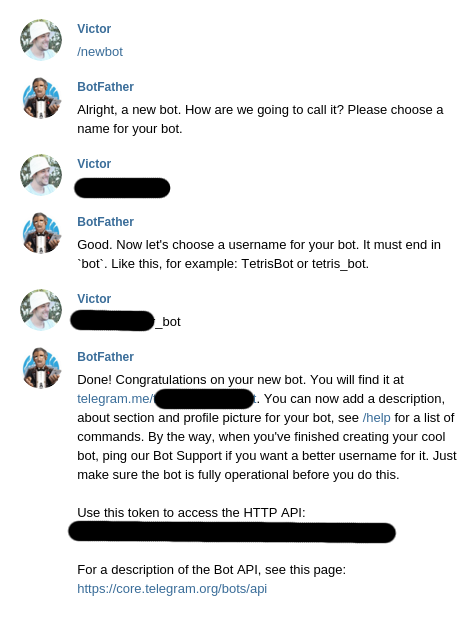 Victor
/newbot
BotFather
Alright, a new bot. How are we going to call it? Please choose a
name for your bot.
Victor
BotFather
Good. Now let's choose a username for your bot. It must end in
`bot`. Like this, for example: TetrisBot or tetris_bot.
Victor
_bot
BotFather
Done! Congratulations on your new bot. You will find it at
telegram.me/ . You can now add a description,
about section and profile picture for your bot, see /help for a list of
commands. By the way, when you've finished creating your cool
bot, ping our Bot Support if you want a better username for it. Just
make sure the bot is fully operational before you do this.
Use this token to access the HTTP API:
For a description of the Bot API, see this page:
https://core.telegram.org/bots/api